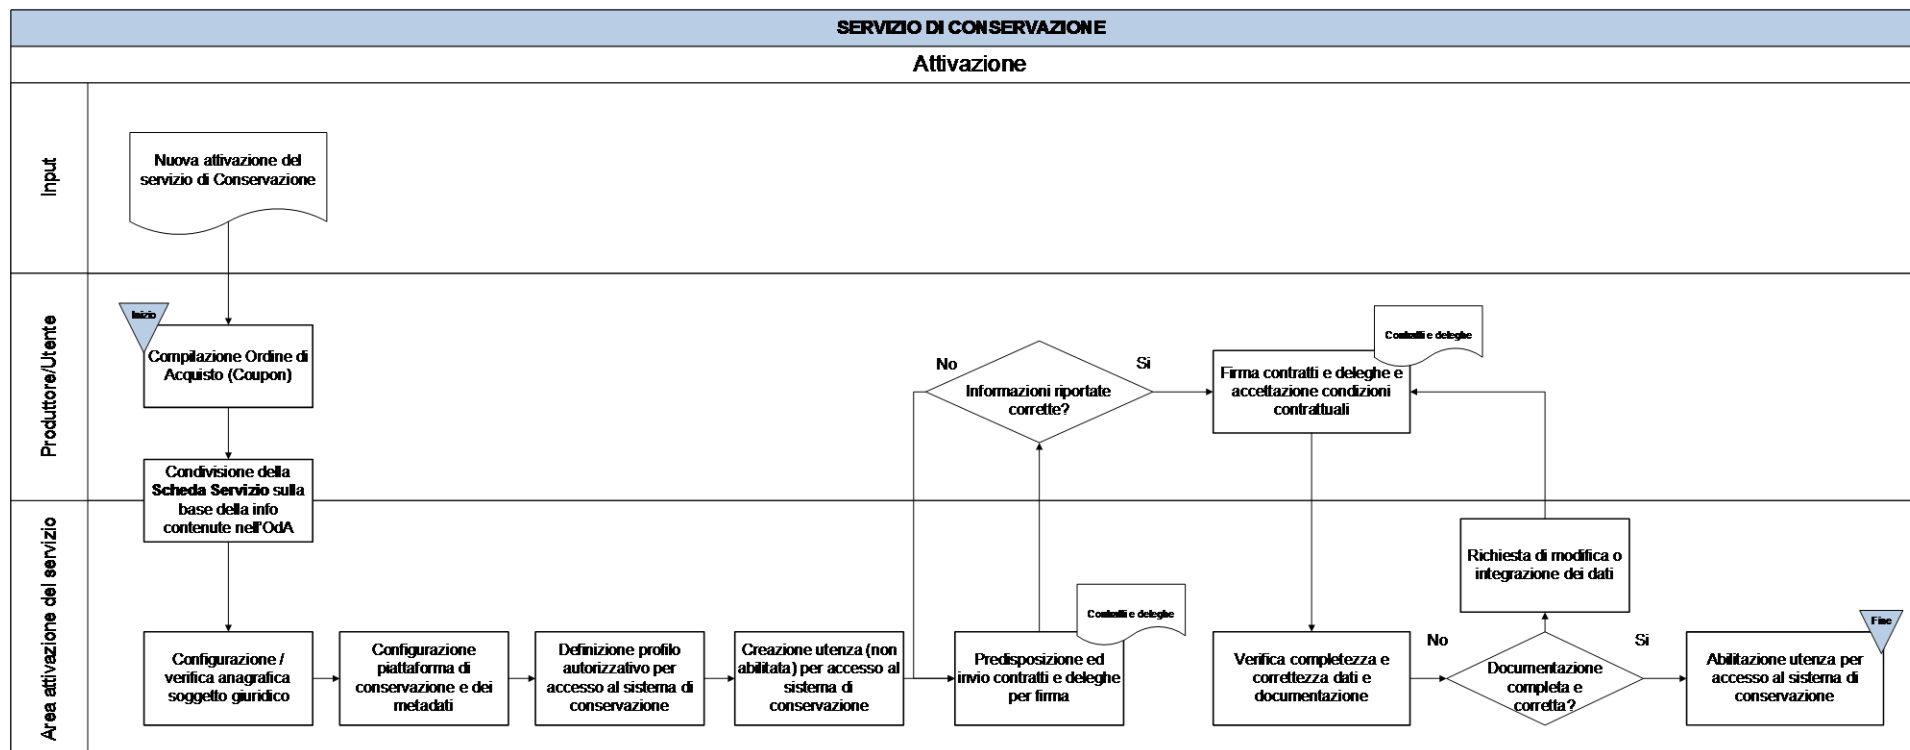 SERVIZIO DI CONSERVAZIONE
Attivazione
Input
Nuova attivazione del
servizio di Conservazione
Produttore/Utente
Inizio
Compilazione Ordine di
Acquisto (Coupon)
Condivisione della
Scheda Servizio sulla
base della info
contenute nell'OdA
No
Si
Informazioni riportate
corrette?
Contratti e deleghe
Firma contratti e deleghe e
accettazione condizioni
contrattuali
Area attivazione del servizio
Configurazione /
verifica anagrafica
soggetto giuridico
Configurazione
piattaforma di
conservazione e dei
metadati
Definizione profilo
autorizzativo per
accesso al sistema di
conservazione
Creazione utenza (non
abilitata) per accesso al
sistema di
conservazione
Contratti e deleghe
Predisposizione ed
invio contratti e deleghe
per firma
Verifica completezza e
correttezza dati e
documentazione
Richiesta di modifica o
integrazione dei dati
No
Si
Documentazione
completa e
corretta?
Fine
Abilitazione utenza per
accesso al sistema di
conservazione